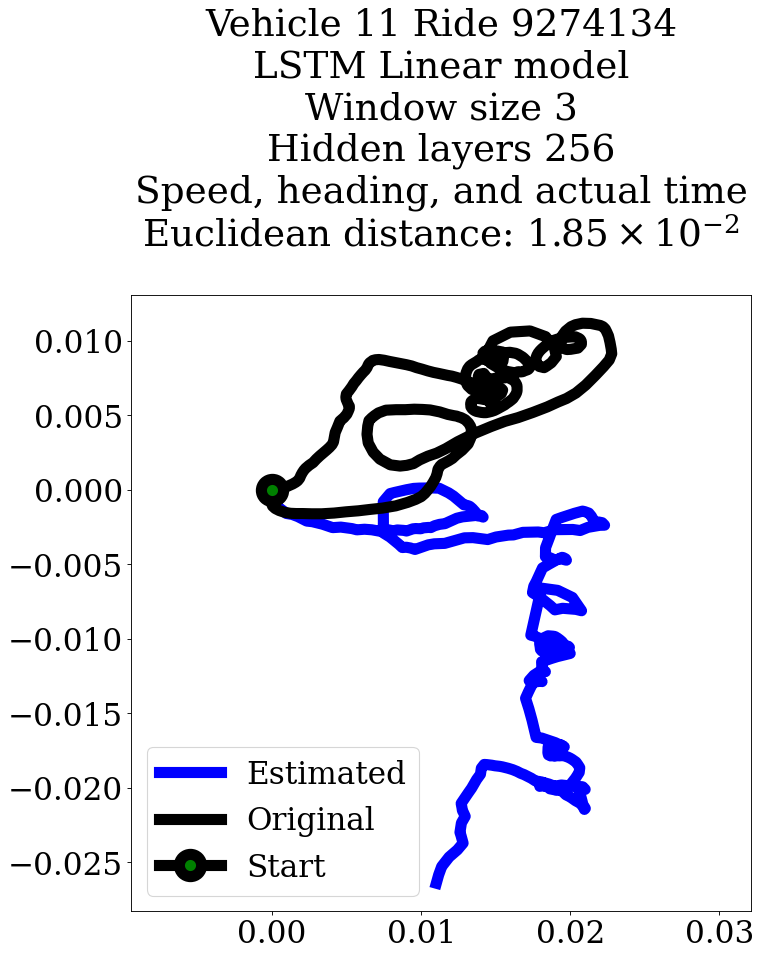 Vehicle 11 Ride 9274134
LSTM Linear model
Window size 3
Hidden layers 256
Speed, heading, and actual time
Euclidean distance: 1.85 × 10⁻²
0.010
0.005
0.000
−0.005
−0.010
−0.015
−0.020
−0.025
Estimated
Original
Start
0.00 0.01 0.02 0.03